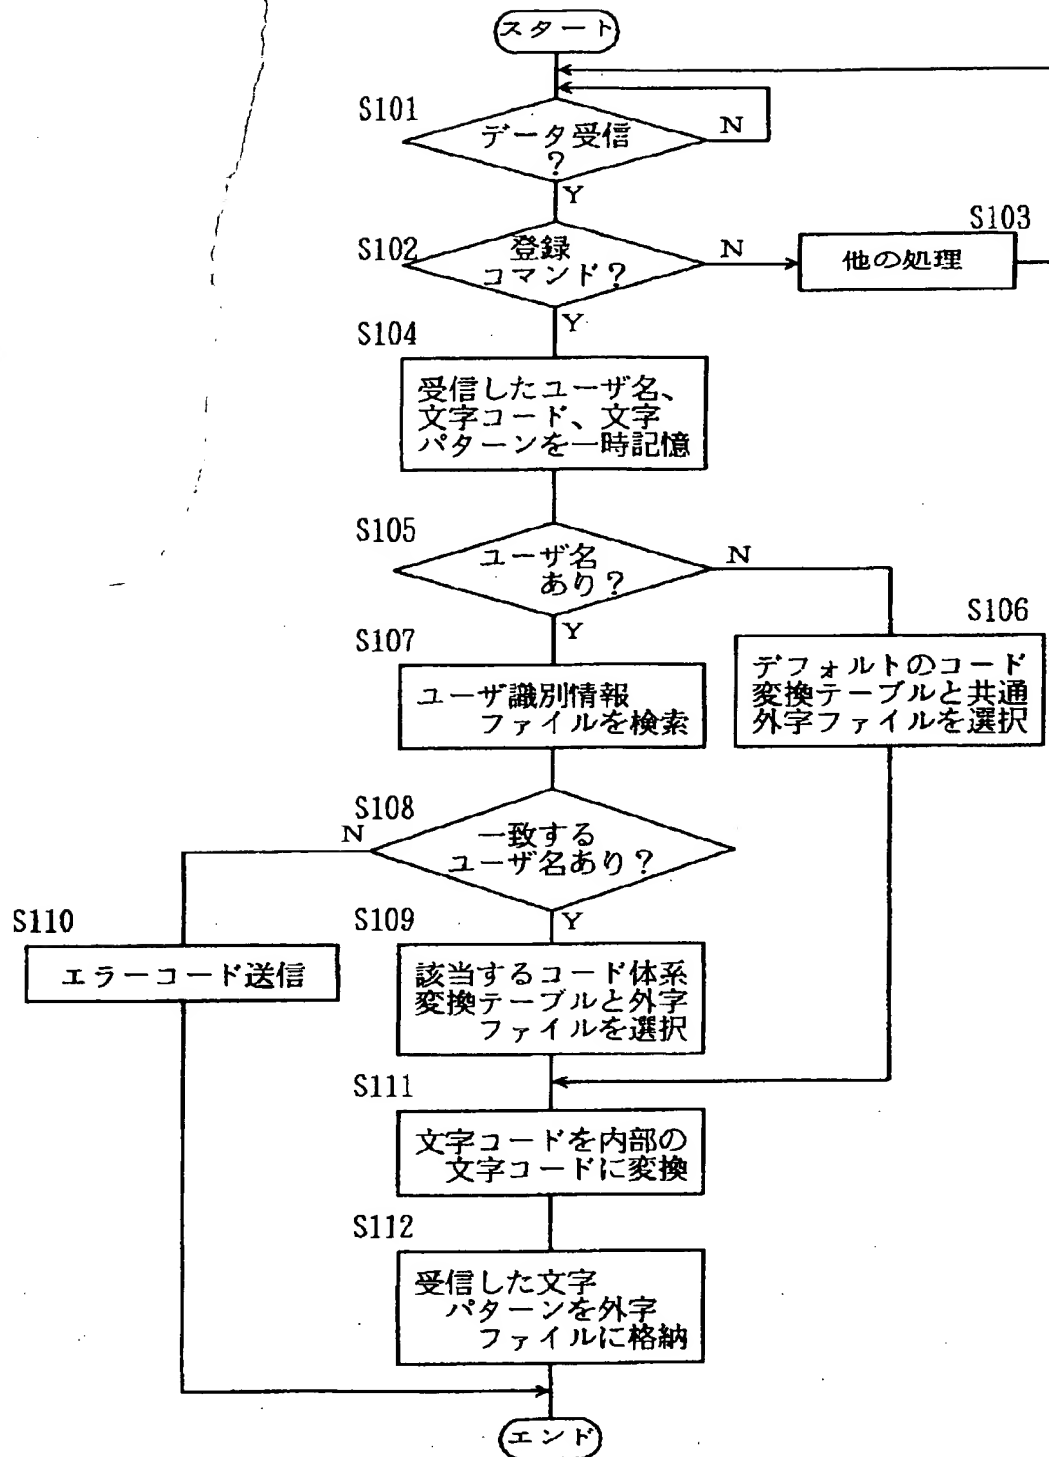 スタート
S101
データ受信
?
N
Y
S102
登録
コマンド?
N
Y
S103
他の処理
S104
受信したユーザ名、
文字コード、文字
パターンを一時記憶
S105
ユーザ名
あり?
N
Y
S106
デフォルトのコード
変換テーブルと共通
外字ファイルを選択
S107
ユーザ識別情報
ファイルを検索
S108
一致する
ユーザ名あり?
N
Y
S110
エラーコード送信
S109
該当するコード体系
変換テーブルと外字
ファイルを選択
S111
文字コードを内部の
文字コードに変換
S112
受信した文字
パターンを外字
ファイルに格納
エンド